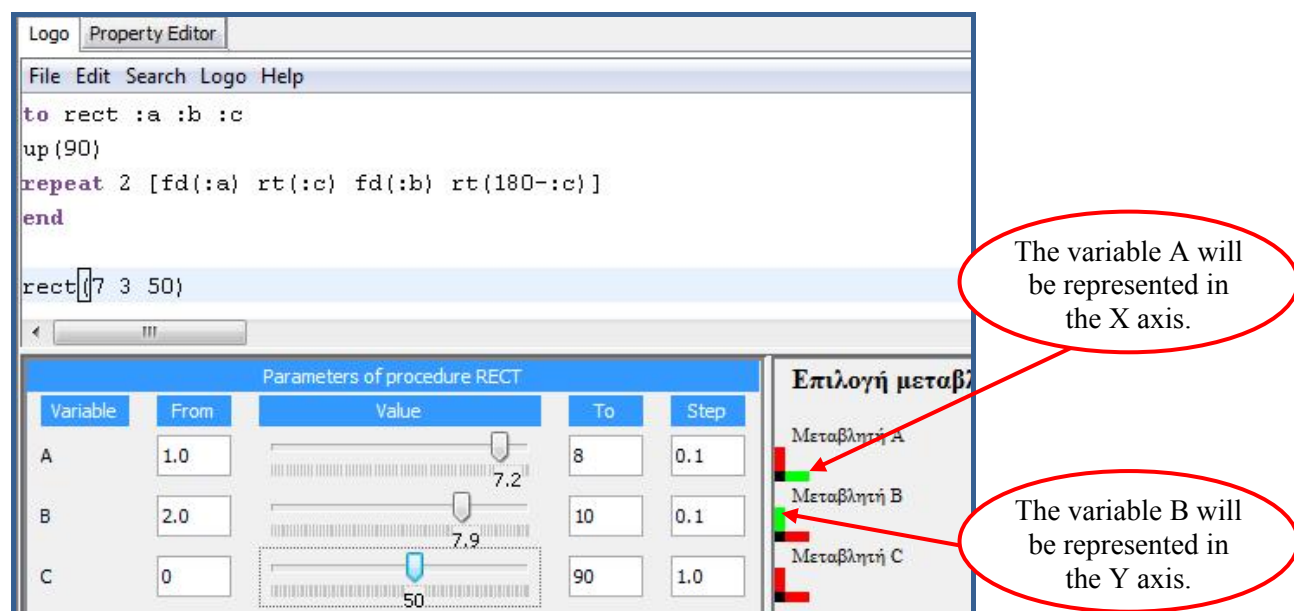 Logo Property Editor
File Edit Search Logo Help
to rect :a :b :c
up(90)
repeat 2 [fd(:a) rt(:c) fd(:b) rt(180-:c)]
end
rect(7 3 50)
The variable A will
be represented in
the X axis.
Parameters of procedure RECT
Variable From Value To Step
A 1.0 7.2 8 0.1
B 2.0 7.9 10 0.1
C 0 50 90 1.0
Επιλογή μεταβλ
Μεταβλητή Α
Μεταβλητή Β
Μεταβλητή C
The variable B will
be represented in
the Y axis.